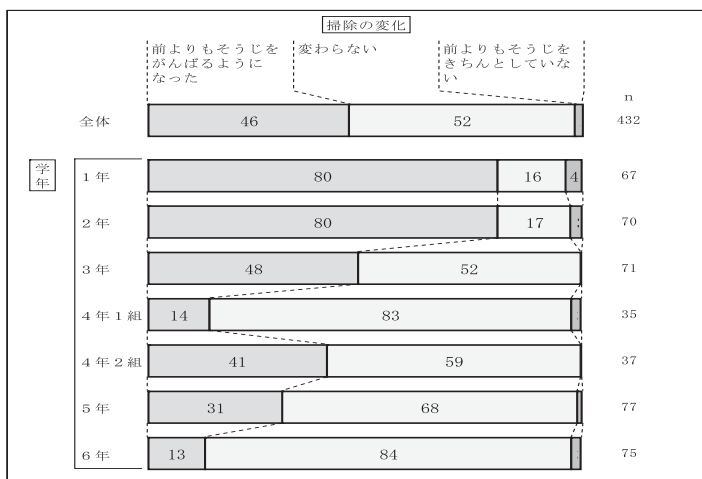 掃除の変化
前よりもそうじを
がんばるように
なった
変わらない
前よりもそうじを
きちんとしていな
い
n
全体 46 52 432
学年
1年 80 16 4 67
2年 80 17 70
3年 48 52 71
4年1組 14 83 35
4年2組 41 59 37
5年 31 68 77
6年 13 84 75